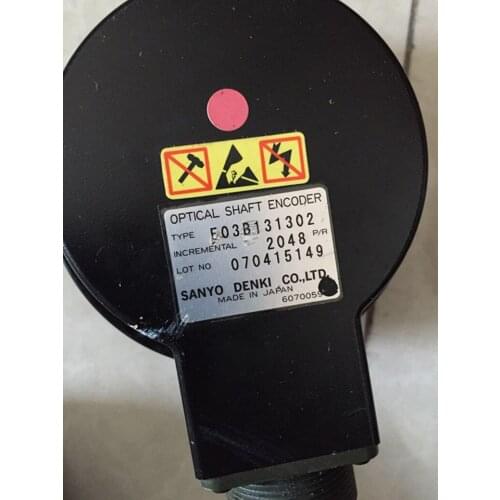 OPTICAL SHAFT ENCODER
TYPE E03B131302
INCREMENTAL 2048 P/R
LOT NO 070415149
SANYO DENKI CO.,LTD.
MADE IN JAPAN